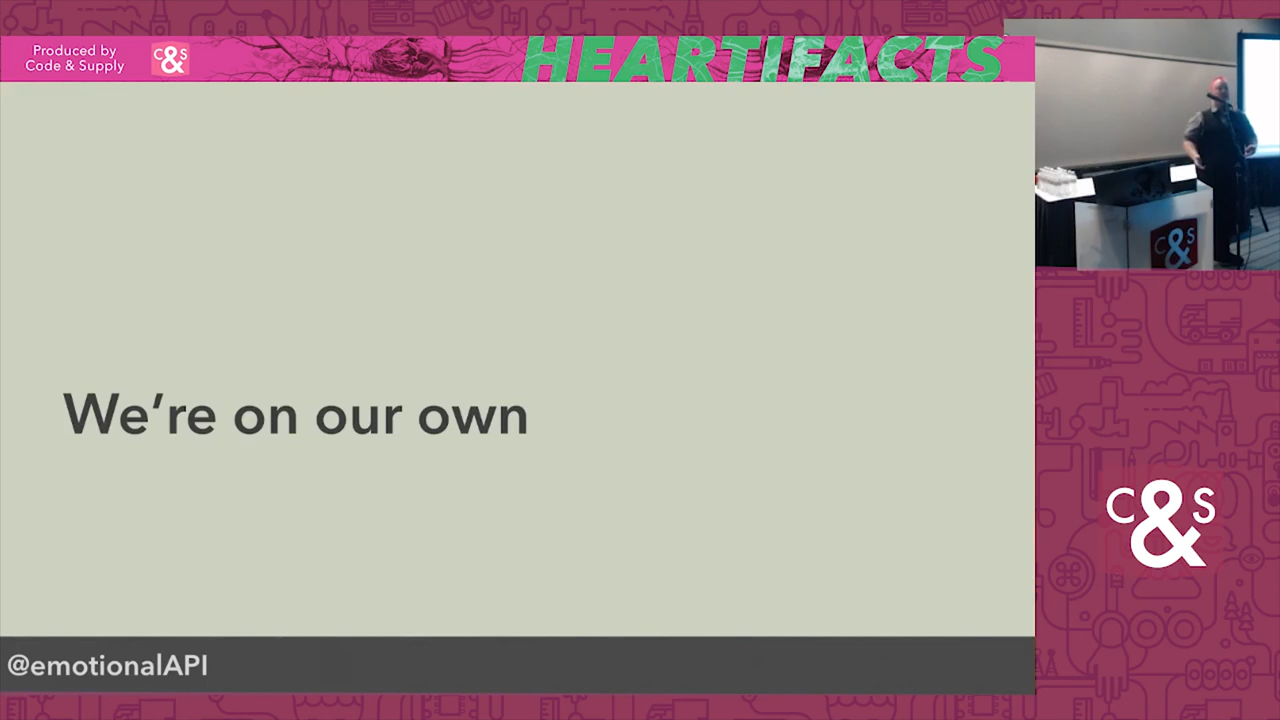 Produced by
Code & Supply
C&S
HEARTIFACTS
We're on our own
@emotionalAPI
C&S
C&S